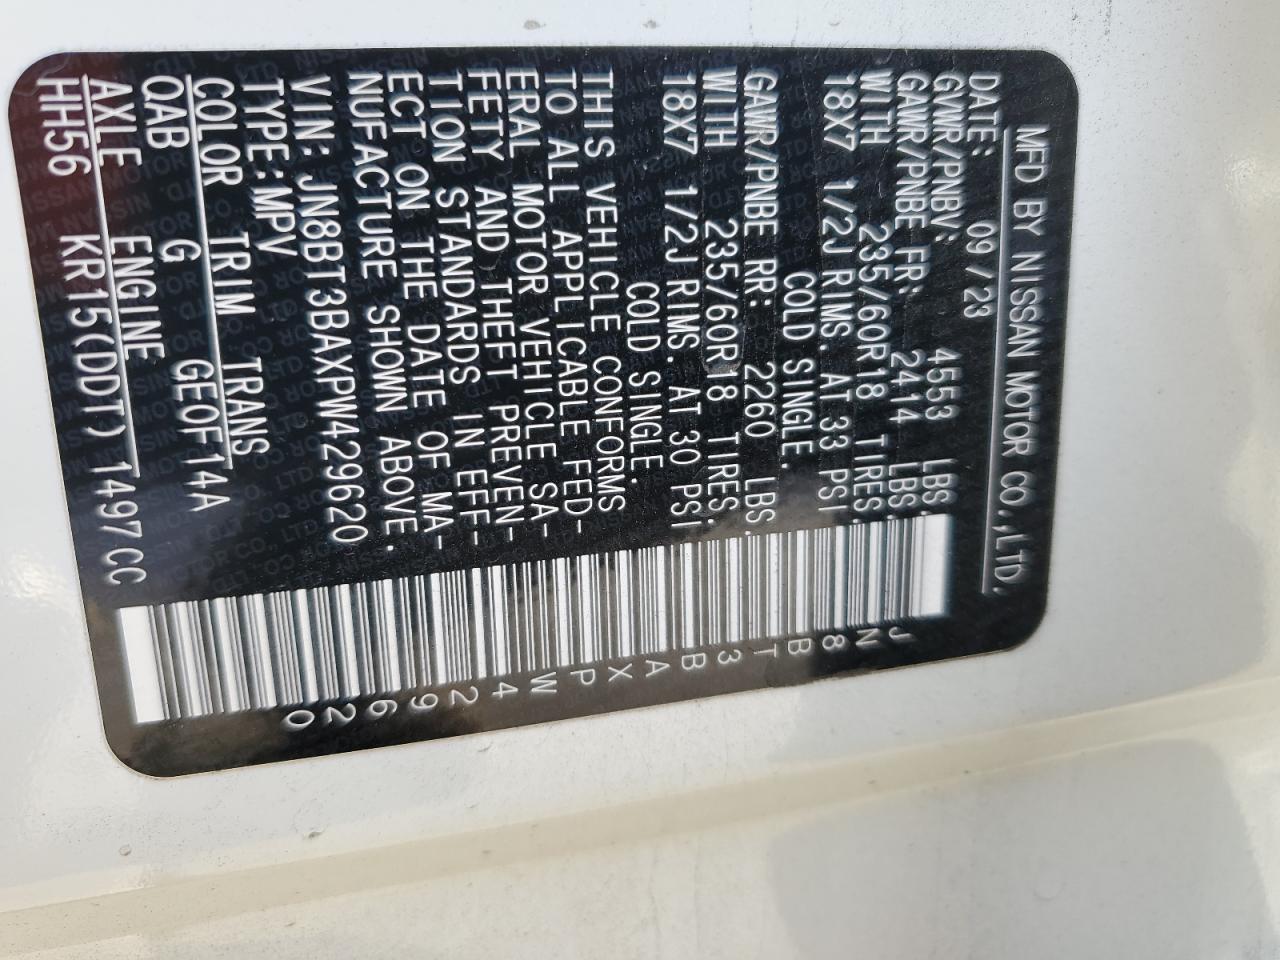 MFD BY NISSAN MOTOR CO.,LTD.
DATE: 09/23
GVWR/PNBV: 4553 LBS.
GAWR/PNBE FR: 2414 LBS.
WITH 235/60R18 TIRES.
18X7 1/2J RIMS. AT 33 PSI
COLD SINGLE.
GAWR/PNBE RR: 2260 LBS.
WITH 235/60R18 TIRES.
18X7 1/2J RIMS. AT 30 PSI
COLD SINGLE.
THIS VEHICLE CONFORMS
TO ALL APPLICABLE FED-
ERAL MOTOR VEHICLE SA-
FETY AND THEFT PREVEN-
TION STANDARDS IN EFF-
ECT ON THE DATE OF MA-
NUFACTURE SHOWN ABOVE.
VIN: JN8BT3BAXPW429620
TYPE:MPV
COLOR TRIM TRANS
QAB G GE0F14A
AXLE ENGINE
HH56 KR15(DDT) 1497CC
JN8BT3BAXPW429620